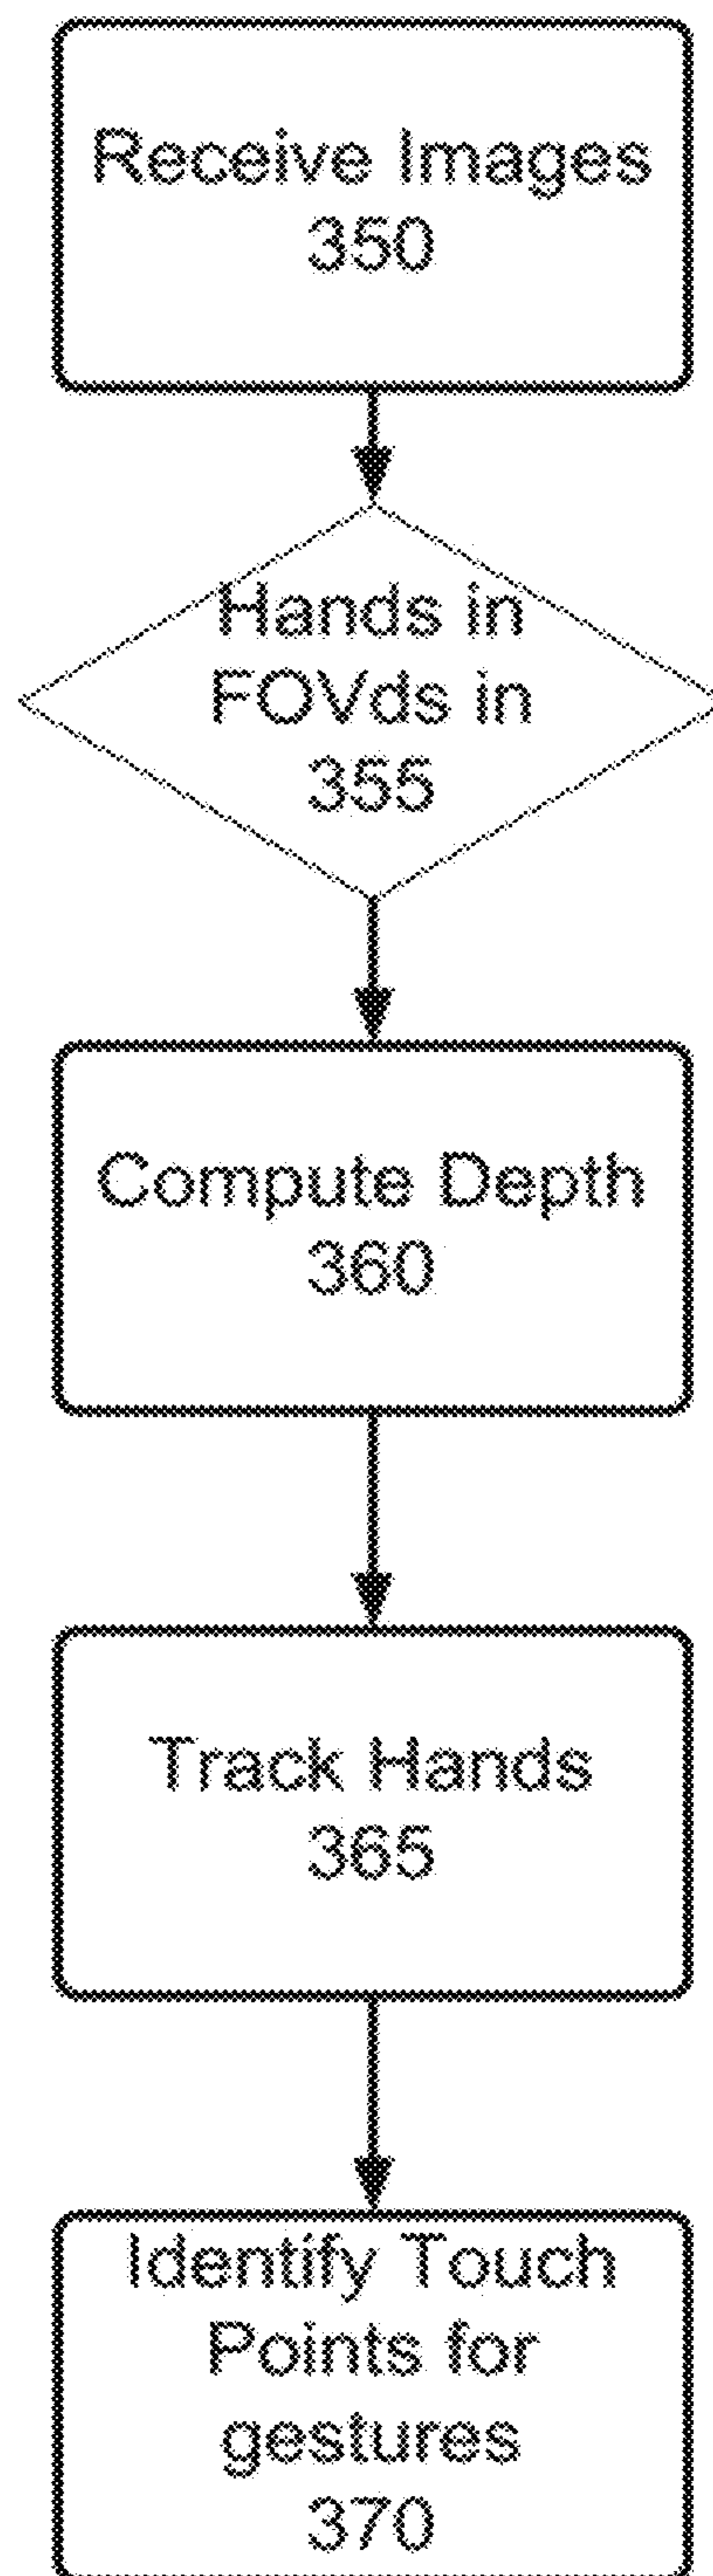 Receive Images
350
Hands in
FOVds in
355
Compute Depth
360
Track Hands
365
Identify Touch
Points for
gestures
370